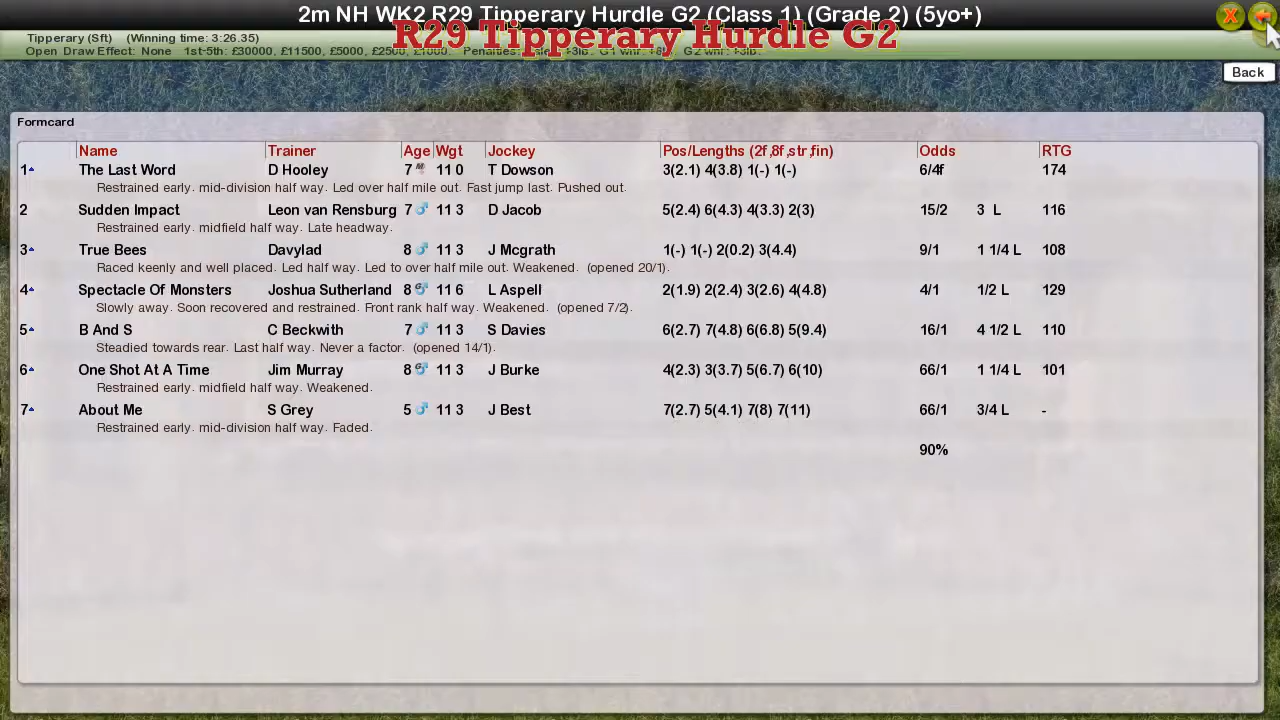 2m NH WK2 R29 Tipperary Hurdle G2 (Class 1) (Grade 2) (5yo+)
R29 Tipperary Hurdle G2
Tipperary (Sft) (Winning time: 3:26.35)
Open Draw Effect: None 1st-5th: £30000, £11500, £5000, £2500, £1000. Penalties:
X
Back
Formcard
Name Trainer Age Wgt Jockey Pos/Lengths (2f,8f,str,fin) Odds RTG
1 The Last Word D Hooley 7 11 0 T Dowson 3(2.1) 4(3.8) 1(-) 1(-) 6/4f 174
Restrained early. mid-division half way. Led over half mile out. Fast jump last. Pushed out.
2 Sudden Impact Leon van Rensburg 7 11 3 D Jacob 5(2.4) 6(4.3) 4(3.3) 2(3) 15/2 3 L 116
Restrained early. midfield half way. Late headway.
3 True Bees Davylad 8 11 3 J Mcgrath 1(-) 1(-) 2(0.2) 3(4.4) 9/1 1 1/4 L 108
Raced keenly and well placed. Led half way. Led to over half mile out. Weakened. (opened 20/1).
4 Spectacle Of Monsters Joshua Sutherland 8 11 6 L Aspell 2(1.9) 2(2.4) 3(2.6) 4(4.8) 4/1 1/2 L 129
Slowly away. Soon recovered and restrained. Front rank half way. Weakened. (opened 7/2).
5 B And S C Beckwith 7 11 3 S Davies 6(2.7) 7(4.8) 6(6.8) 5(9.4) 16/1 4 1/2 L 110
Steadied towards rear. Last half way. Never a factor. (opened 14/1).
6 One Shot At A Time Jim Murray 8 11 3 J Burke 4(2.3) 3(3.7) 5(6.7) 6(10) 66/1 1 1/4 L 101
Restrained early. midfield half way. Weakened.
7 About Me S Grey 5 11 3 J Best 7(2.7) 5(4.1) 7(8) 7(11) 66/1 3/4 L -
Restrained early. mid-division half way. Faded.
90%